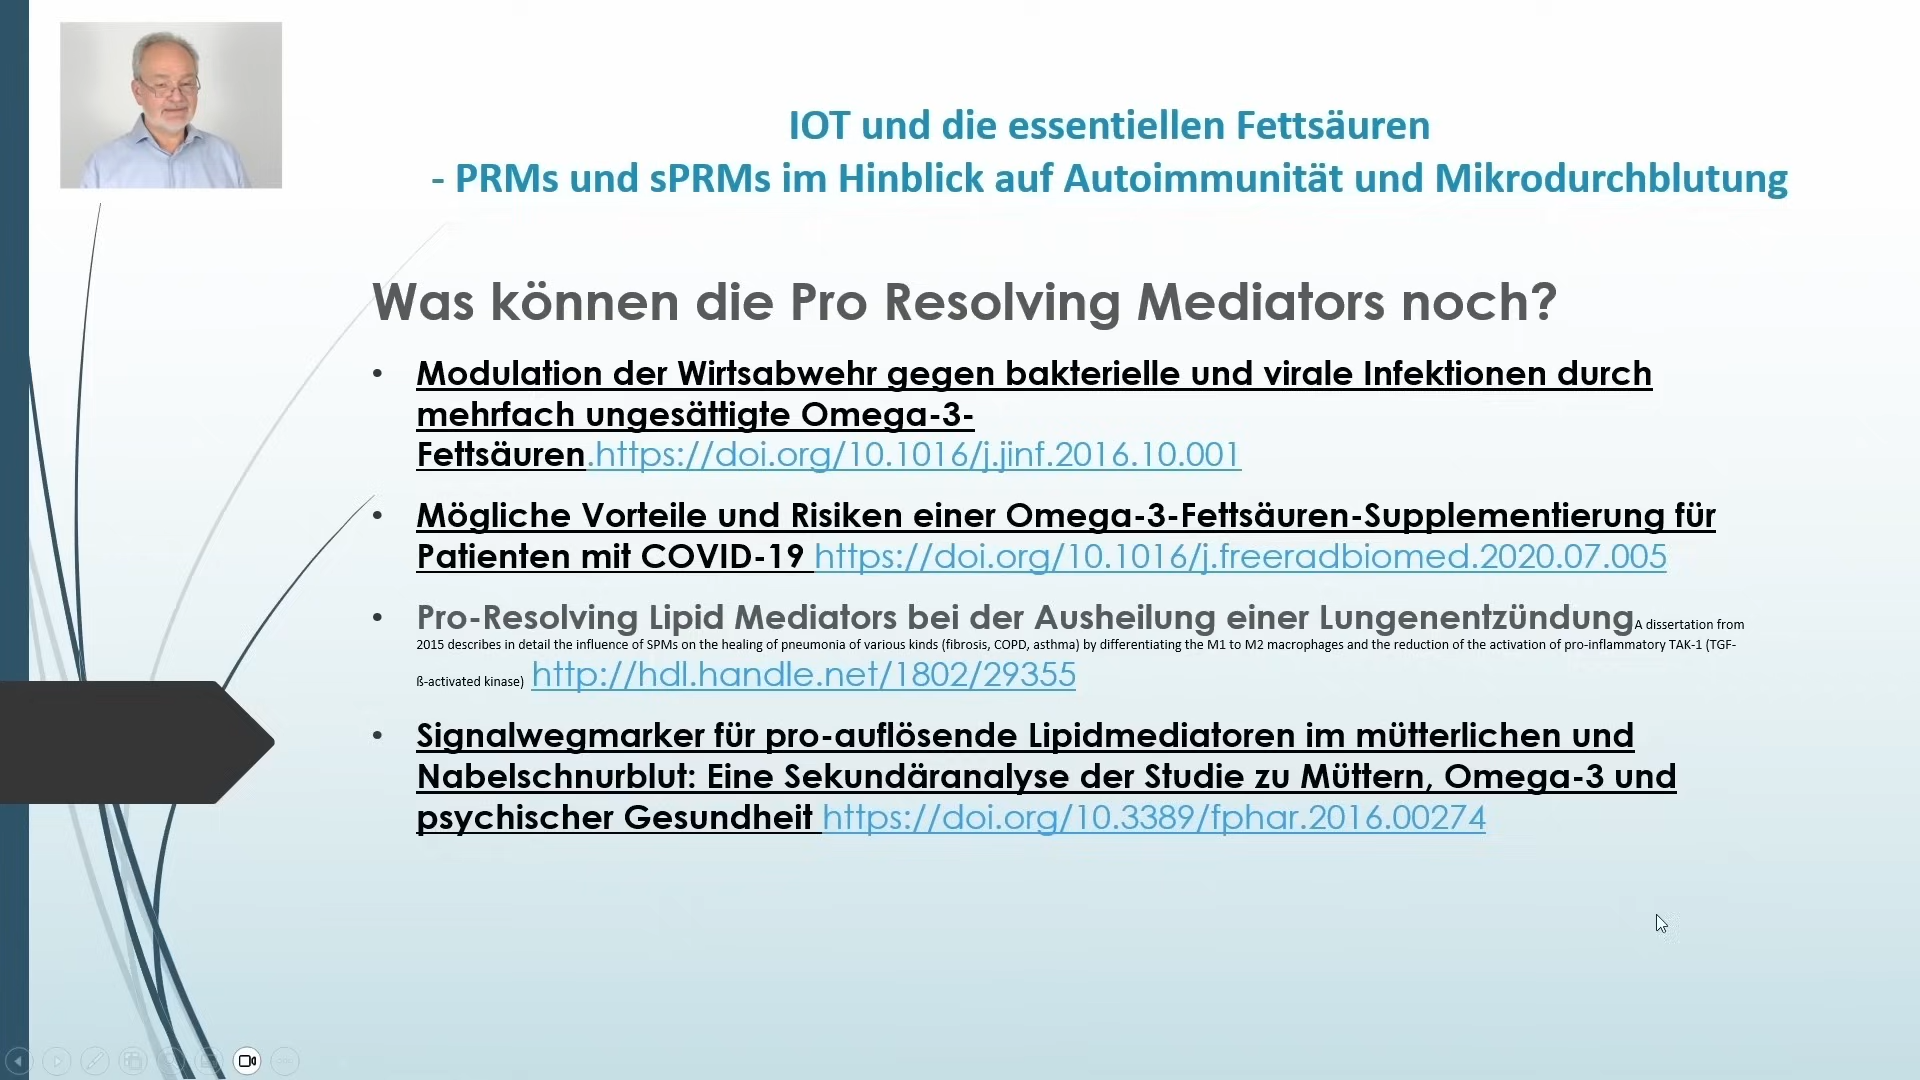 IOT und die essentiellen Fettsäuren
- PRMs und sPRMs im Hinblick auf Autoimmunität und Mikrodurchblutung
Was können die Pro Resolving Mediators noch?
• Modulation der Wirtsabwehr gegen bakterielle und virale Infektionen durch
mehrfach ungesättigte Omega-3-
Fettsäuren.https://doi.org/10.1016/j.jinf.2016.10.001
• Mögliche Vorteile und Risiken einer Omega-3-Fettsäuren-Supplementierung für
Patienten mit COVID-19 https://doi.org/10.1016/j.freeradbiomed.2020.07.005
• Pro-Resolving Lipid Mediators bei der Ausheilung einer Lungenentzündung A dissertation from
2015 describes in detail the influence of SPMs on the healing of pneumonia of various kinds (fibrosis, COPD, asthma) by differentiating the M1 to M2 macrophages and the reduction of the activation of pro-inflammatory TAK-1 (TGF-
ß-activated kinase) http://hdl.handle.net/1802/29355
• Signalwegmarker für pro-auflösende Lipidmediatoren im mütterlichen und
Nabelschnurblut: Eine Sekundäranalyse der Studie zu Müttern, Omega-3 und
psychischer Gesundheit https://doi.org/10.3389/fphar.2016.00274